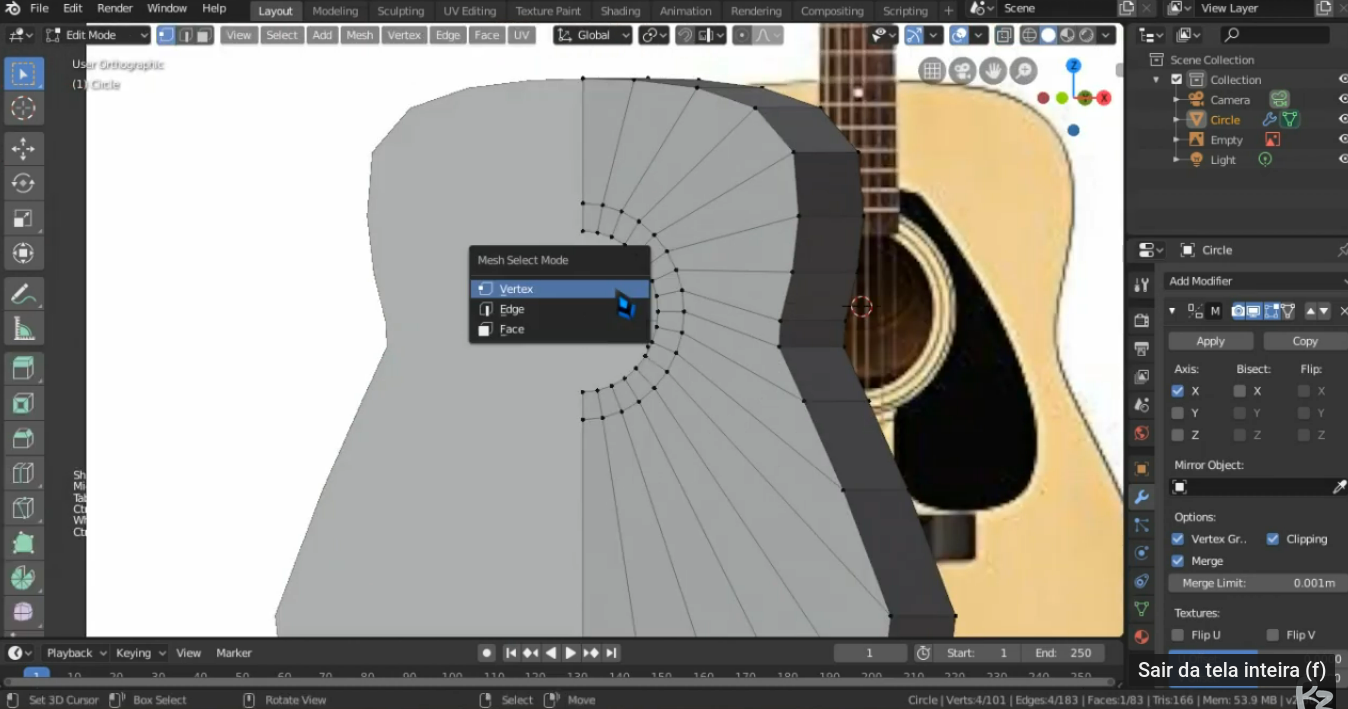 File Edit Render Window Help Layout Modeling Sculpting UV Editing Texture Paint Shading Animation Rendering Compositing Scripting + Scene View Layer
Edit Mode View Select Add Mesh Vertex Edge Face UV Global
User Orthographic
(1) Circle
Z
X
Scene Collection
Collection
Camera
Circle
Empty
Light
Mesh Select Mode
Vertex
Edge
Face
Circle
Add Modifier
M
Apply Copy
Axis: Bisect: Flip:
X X X
Y Y Y
Z Z Z
Mirror Object:
Options:
Vertex Gr.. Clipping
Merge
Merge Limit: 0.001m
Textures:
Flip U Flip V
Sh
Mi
Tab
Ct
Wh
Ct
Playback Keying View Marker 1 Start: 1 End: 250
1 10 20 30 40 50 60 70 80 90 100 110 120 130 140 150 160 170 180 190 200 210 220 230 240 250
Sair da tela inteira (f)
Set 3D Cursor Box Select Rotate View Select Move Circle | Verts:4/101 | Edges:4/183 | Faces:1/83 | Tris:166 | Mem: 53.9 MB | v2